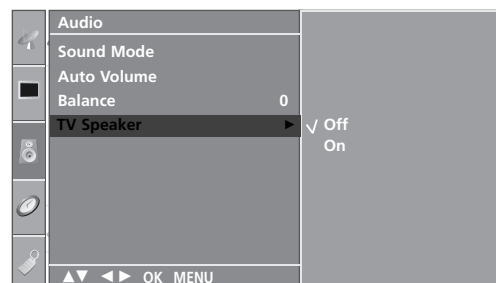 Audio
Sound Mode
Auto Volume
Balance 0
TV Speaker ► √ Off
On
▲▼ ◄► OK MENU